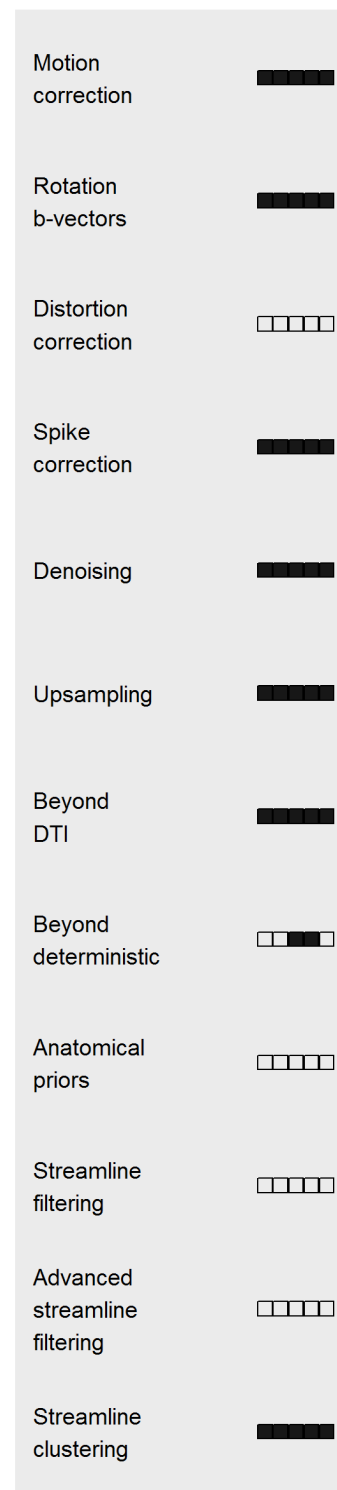 Motion
correction
Rotation
b-vectors
Distortion
correction
Spike
correction
Denoising
Upsampling
Beyond
DTI
Beyond
deterministic
Anatomical
priors
Streamline
filtering
Advanced
streamline
filtering
Streamline
clustering